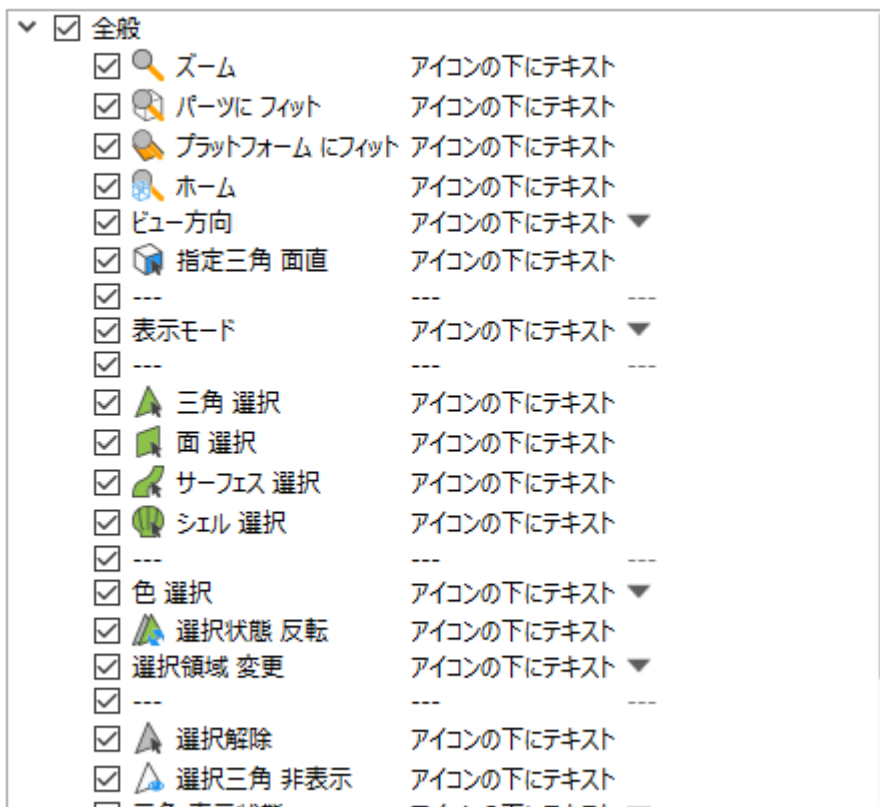 全般
ズーム アイコンの下にテキスト
パーツに フィット アイコンの下にテキスト
プラットフォーム にフィット アイコンの下にテキスト
ホーム アイコンの下にテキスト
ビュー方向 アイコンの下にテキスト
指定三角 面直 アイコンの下にテキスト
--- --- ---
表示モード アイコンの下にテキスト
--- --- ---
三角 選択 アイコンの下にテキスト
面 選択 アイコンの下にテキスト
サーフェス 選択 アイコンの下にテキスト
シェル 選択 アイコンの下にテキスト
--- --- ---
色 選択 アイコンの下にテキスト
選択状態 反転 アイコンの下にテキスト
選択領域 変更 アイコンの下にテキスト
--- --- ---
選択解除 アイコンの下にテキスト
選択三角 非表示 アイコンの下にテキスト